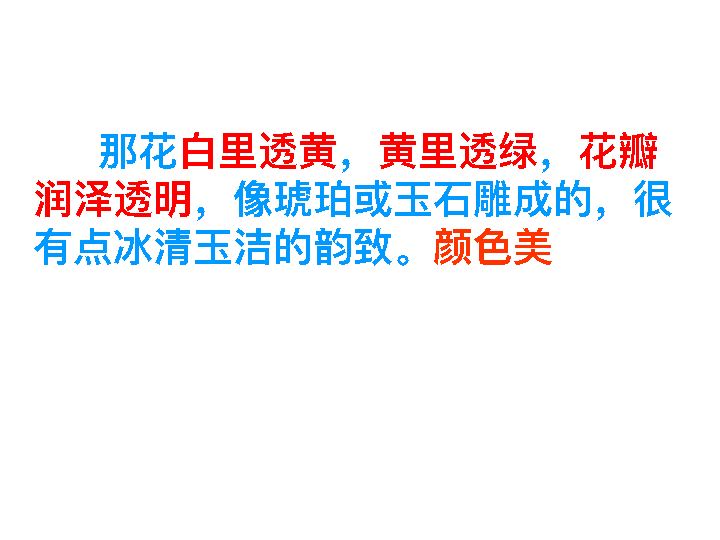 那花白里透黄，黄里透绿，花瓣
润泽透明，像琥珀或玉石雕成的，很
有点冰清玉洁的韵致。颜色美